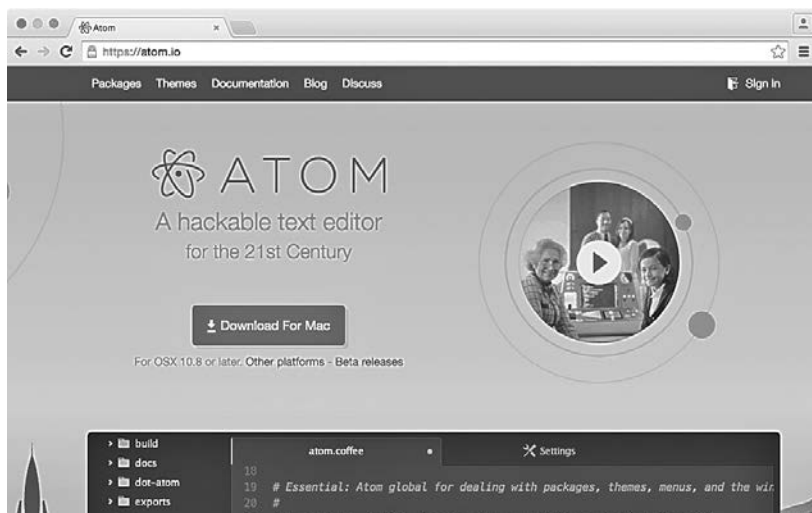 Atom
https://atom.io
Packages Themes Documentation Blog Discuss Sign in
ATOM
A hackable text editor
for the 21st Century
Download For Mac
For OSX 10.8 or later. Other platforms - Beta releases
build
docs
dot-atom
exports
atom.coffee
Settings
18
19 # Essential: Atom global for dealing with packages, themes, menus, and the win
20 #